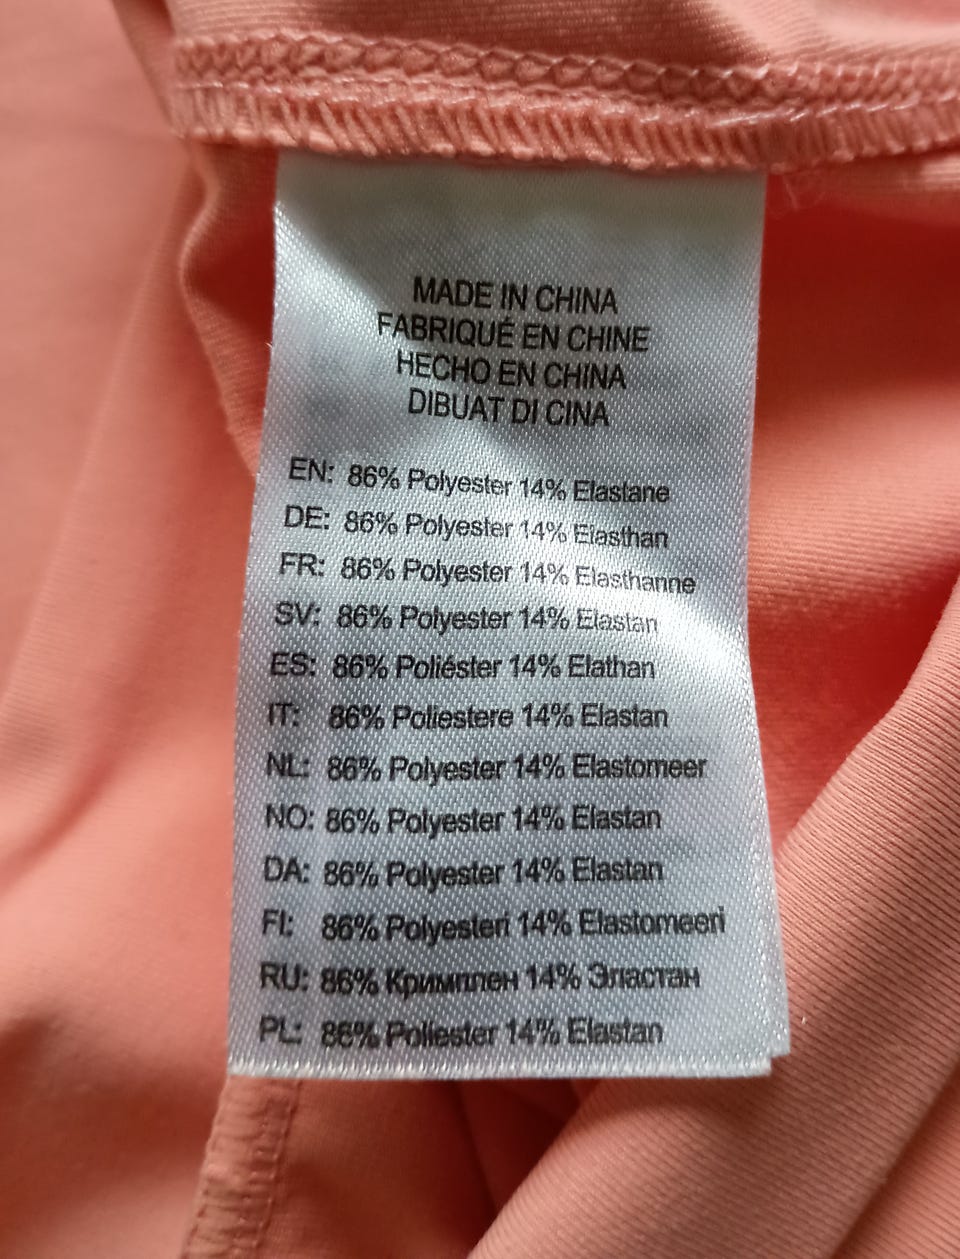 MADE IN CHINA
FABRIQUÉ EN CHINE
HECHO EN CHINA
DIBUAT DI CINA
EN: 86% Polyester 14% Elastane
DE: 86% Polyester 14% Elasthan
FR: 86% Polyester 14% Elasthanne
SV: 86% Polyester 14% Elastan
ES: 86% Poliéster 14% Elathan
IT: 86% Poliestere 14% Elastan
NL: 86% Polyester 14% Elastomeer
NO: 86% Polyester 14% Elastan
DA: 86% Polyester 14% Elastan
FI: 86% Polyesteri 14% Elastomeeri
RU: 86% Кримплен 14% Эластан
PL: 86% Poliester 14% Elastan